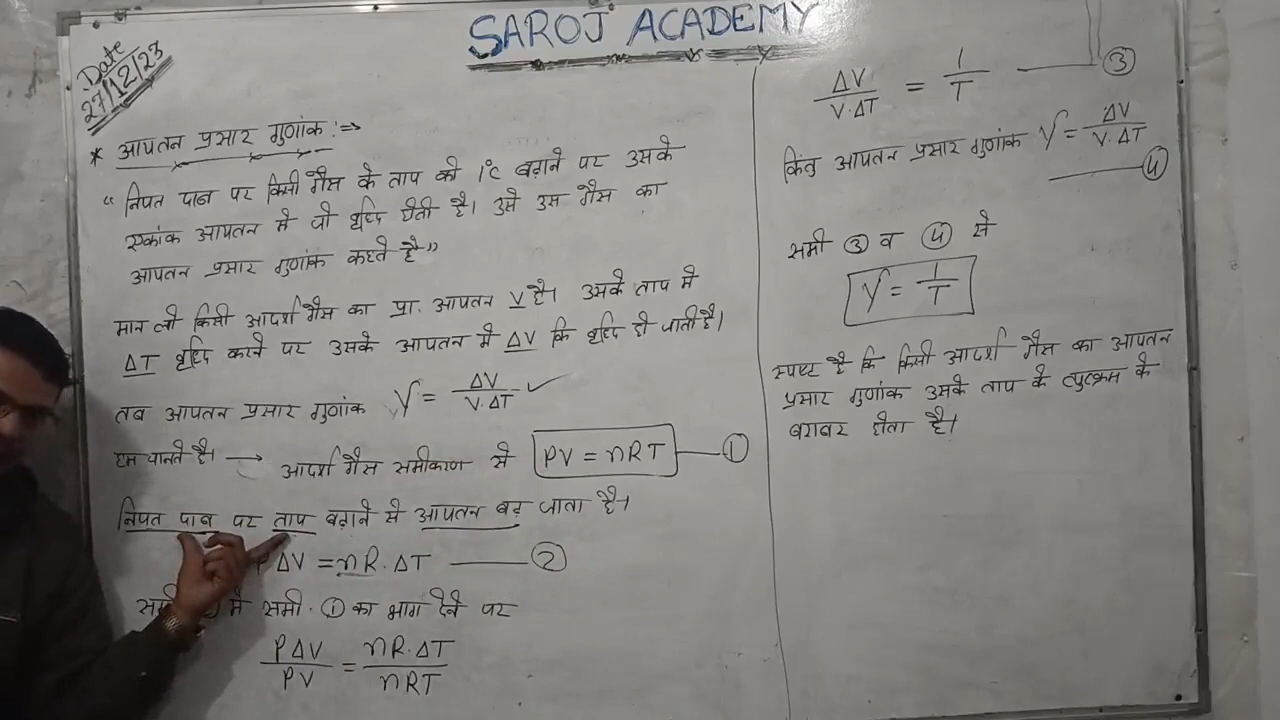 SAROJ ACADEMY
Date
27/12/23
* आयतन प्रसार गुणांक :⇒
“ नियत दाब पर किसी गैस के ताप को 1°c बढ़ाने पर उसके
एकांक आयतन मे जो वृध्दि होती है। उसे उस गैस का
आयतन प्रसार गुणांक कहते है”
मान लो किसी आदर्श गैस का प्रा. आयतन V है। उसके ताप मे
ΔT वृध्दि करने पर उसके आयतन मे ΔV कि वृध्दि हो जाती है।
तब आयतन प्रसार गुणांक γ = ΔV / V·ΔT ✓
हम जानते है। → आदर्श गैस समीकरण से PV = nRT — ①
नियत दाब पर ताप बढ़ाने से आयतन बढ़ जाता है।
PΔV = nR·ΔT — ②
मे समी. ① का भाग देने पर
PΔV / PV = nR·ΔT / nRT
ΔV / V·ΔT = 1 / T — ③
किंतु आयतन प्रसार गुणांक γ = ΔV / V·ΔT
— ④
समी ③ व ④ से
γ = 1 / T
स्पष्ट है कि किसी आदर्श गैस का आयतन
प्रसार गुणांक उसके ताप के व्युत्क्रम के
बराबर होता है।